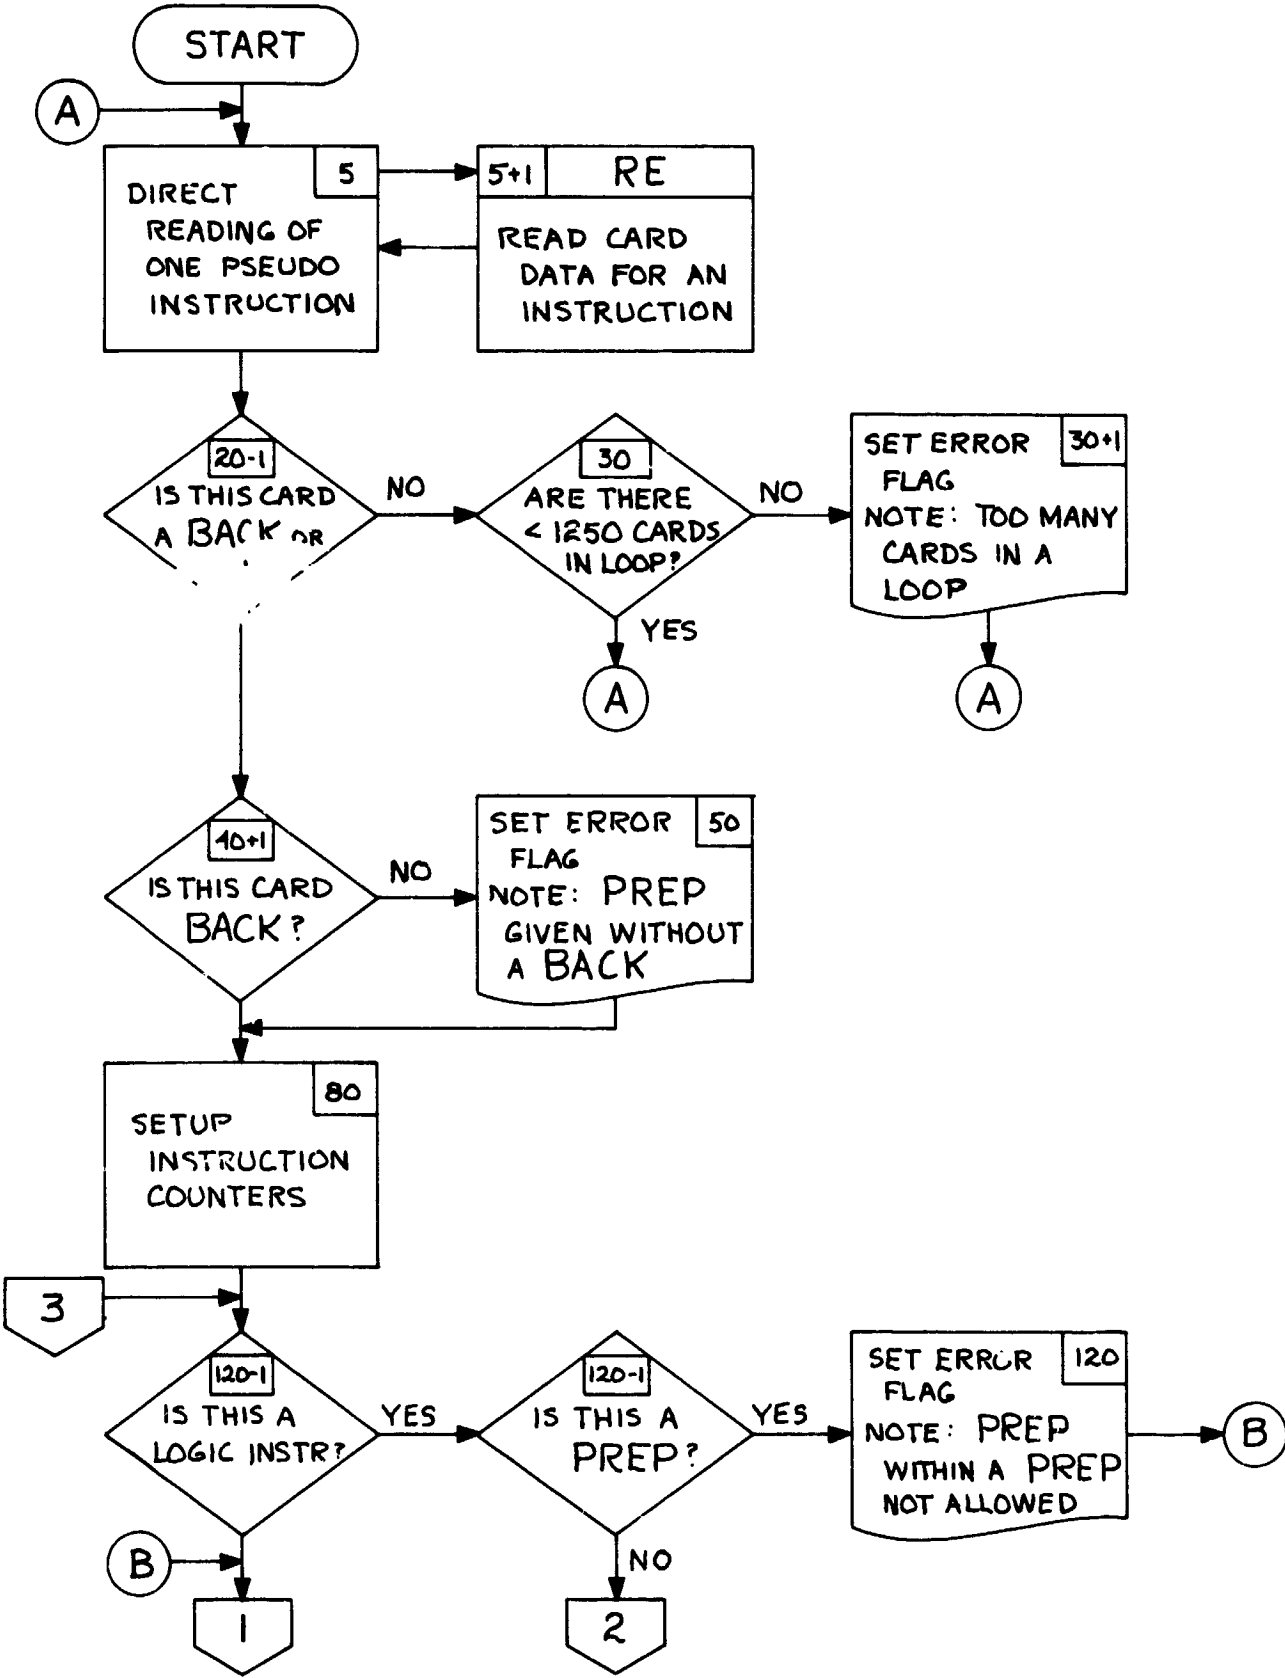 START
A
5
DIRECT
READING OF
ONE PSEUDO
INSTRUCTION
5+1
RE
READ CARD
DATA FOR AN
INSTRUCTION
20-1
IS THIS CARD
A BACK OR
NO
30
ARE THERE
< 1250 CARDS
IN LOOP?
NO
YES
A
30+1
SET ERROR
FLAG
NOTE: TOO MANY
CARDS IN A
LOOP
A
40+1
IS THIS CARD
BACK?
NO
50
SET ERROR
FLAG
NOTE: PREP
GIVEN WITHOUT
A BACK
80
SETUP
INSTRUCTION
COUNTERS
3
120-1
IS THIS A
LOGIC INSTR?
YES
120-1
IS THIS A
PREP?
YES
120
SET ERROR
FLAG
NOTE: PREP
WITHIN A PREP
NOT ALLOWED
B
B
NO
1
2